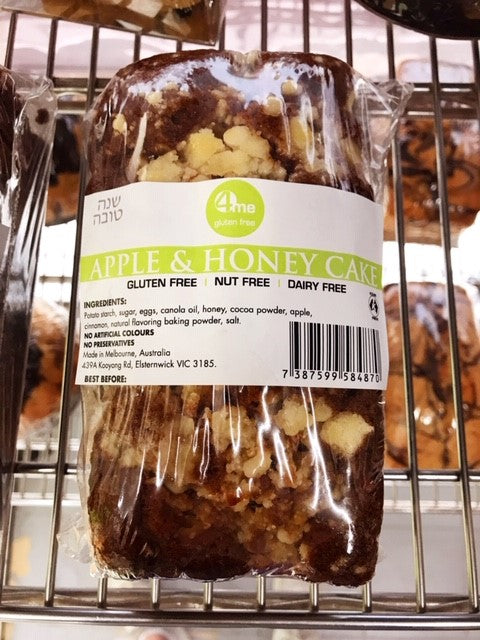 שנה
טובה
4me
gluten free
APPLE & HONEY CAKE
GLUTEN FREE | NUT FREE | DAIRY FREE
INGREDIENTS:
Potato starch, sugar, eggs, canola oil, honey, cocoa powder, apple,
cinnamon, natural flavoring baking powder, salt.
NO ARTIFICIAL COLOURS
NO PRESERVATIVES
Made in Melbourne, Australia
439A Kooyong Rd, Elsternwick VIC 3185.
BEST BEFORE:
7 387599 584870